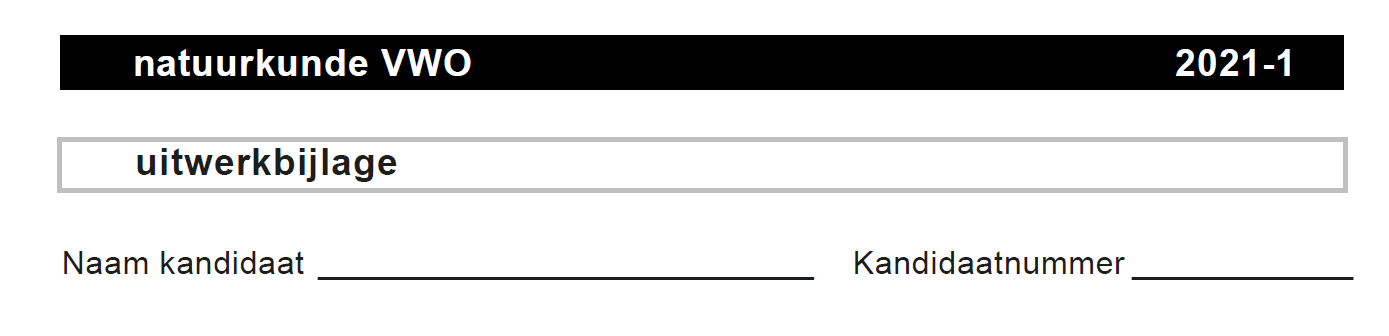 natuurkunde VWO 2021-1
uitwerkbijlage
Naam kandidaat Kandidaatnummer